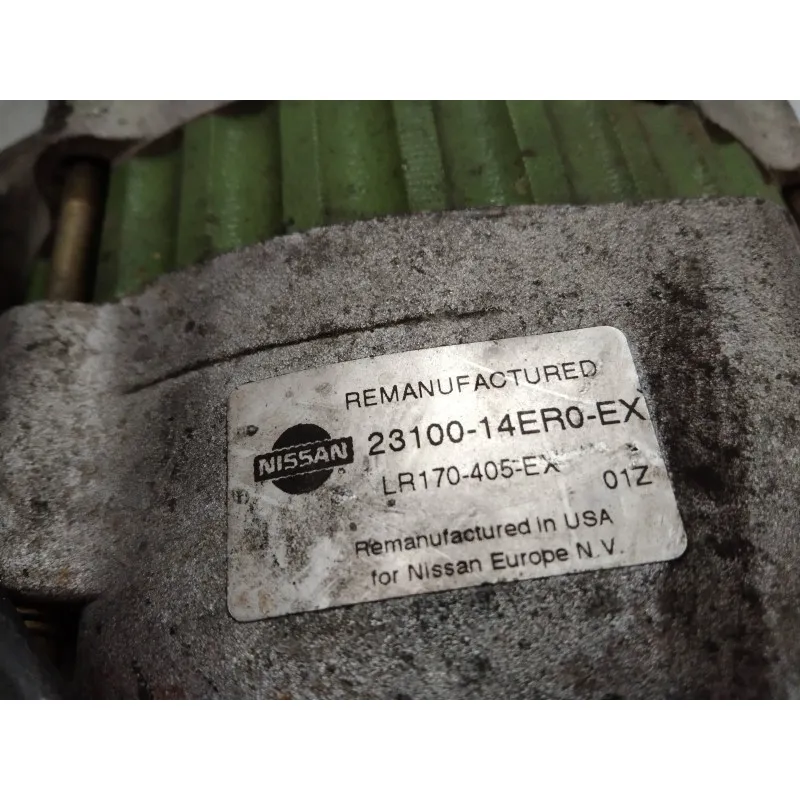 REMANUFACTURED
NISSAN
23100-14ER0-EX
LR170-405-EX
01Z
Remanufactured in USA
for Nissan Europe N.V.